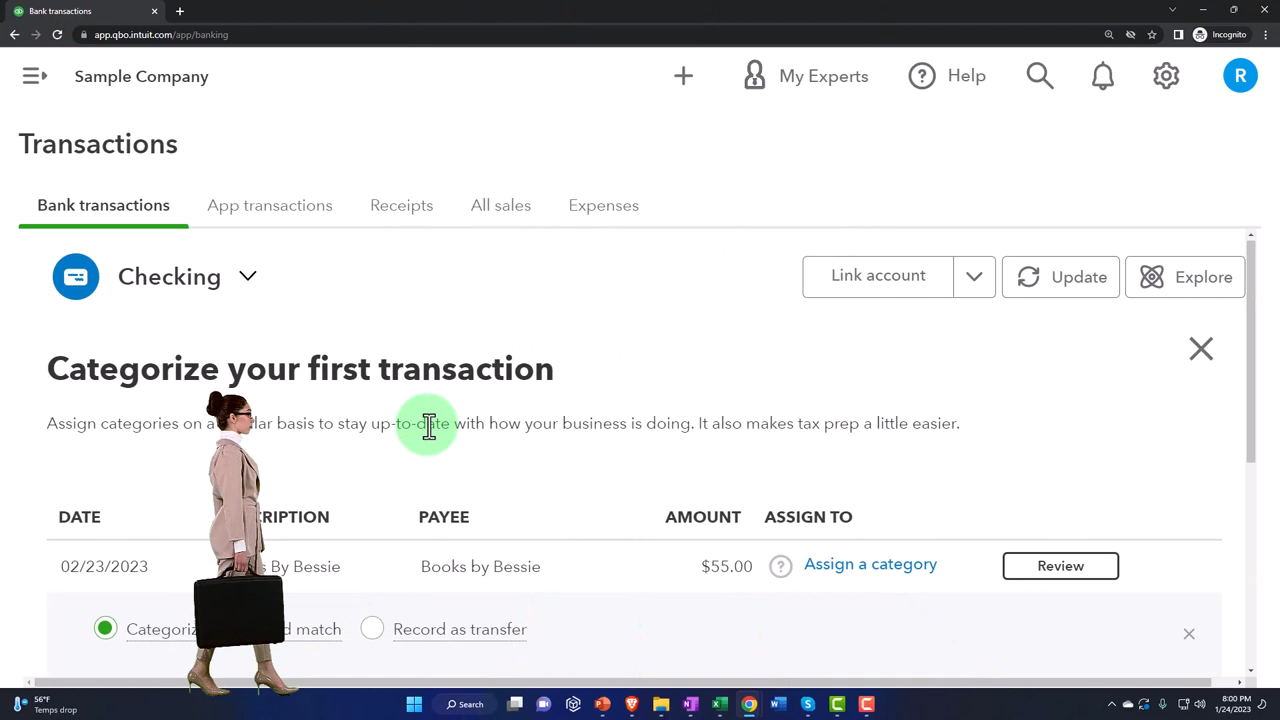 Bank transactions
app.qbo.intuit.com/app/banking
Incognito
Sample Company
My Experts
Help
R
Transactions
Bank transactions
App transactions
Receipts
All sales
Expenses
Checking
Link account
Update
Explore
Categorize your first transaction
Assign categories on a lar basis to stay up-to-date with how your business is doing. It also makes tax prep a little easier.
DATE
CRIPTION
PAYEE
AMOUNT
ASSIGN TO
02/23/2023
s By Bessie
Books by Bessie
$55.00
Assign a category
Review
Categoriz
d match
Record as transfer
56°F
Temps drop
Search
8:00 PM
1/24/2023